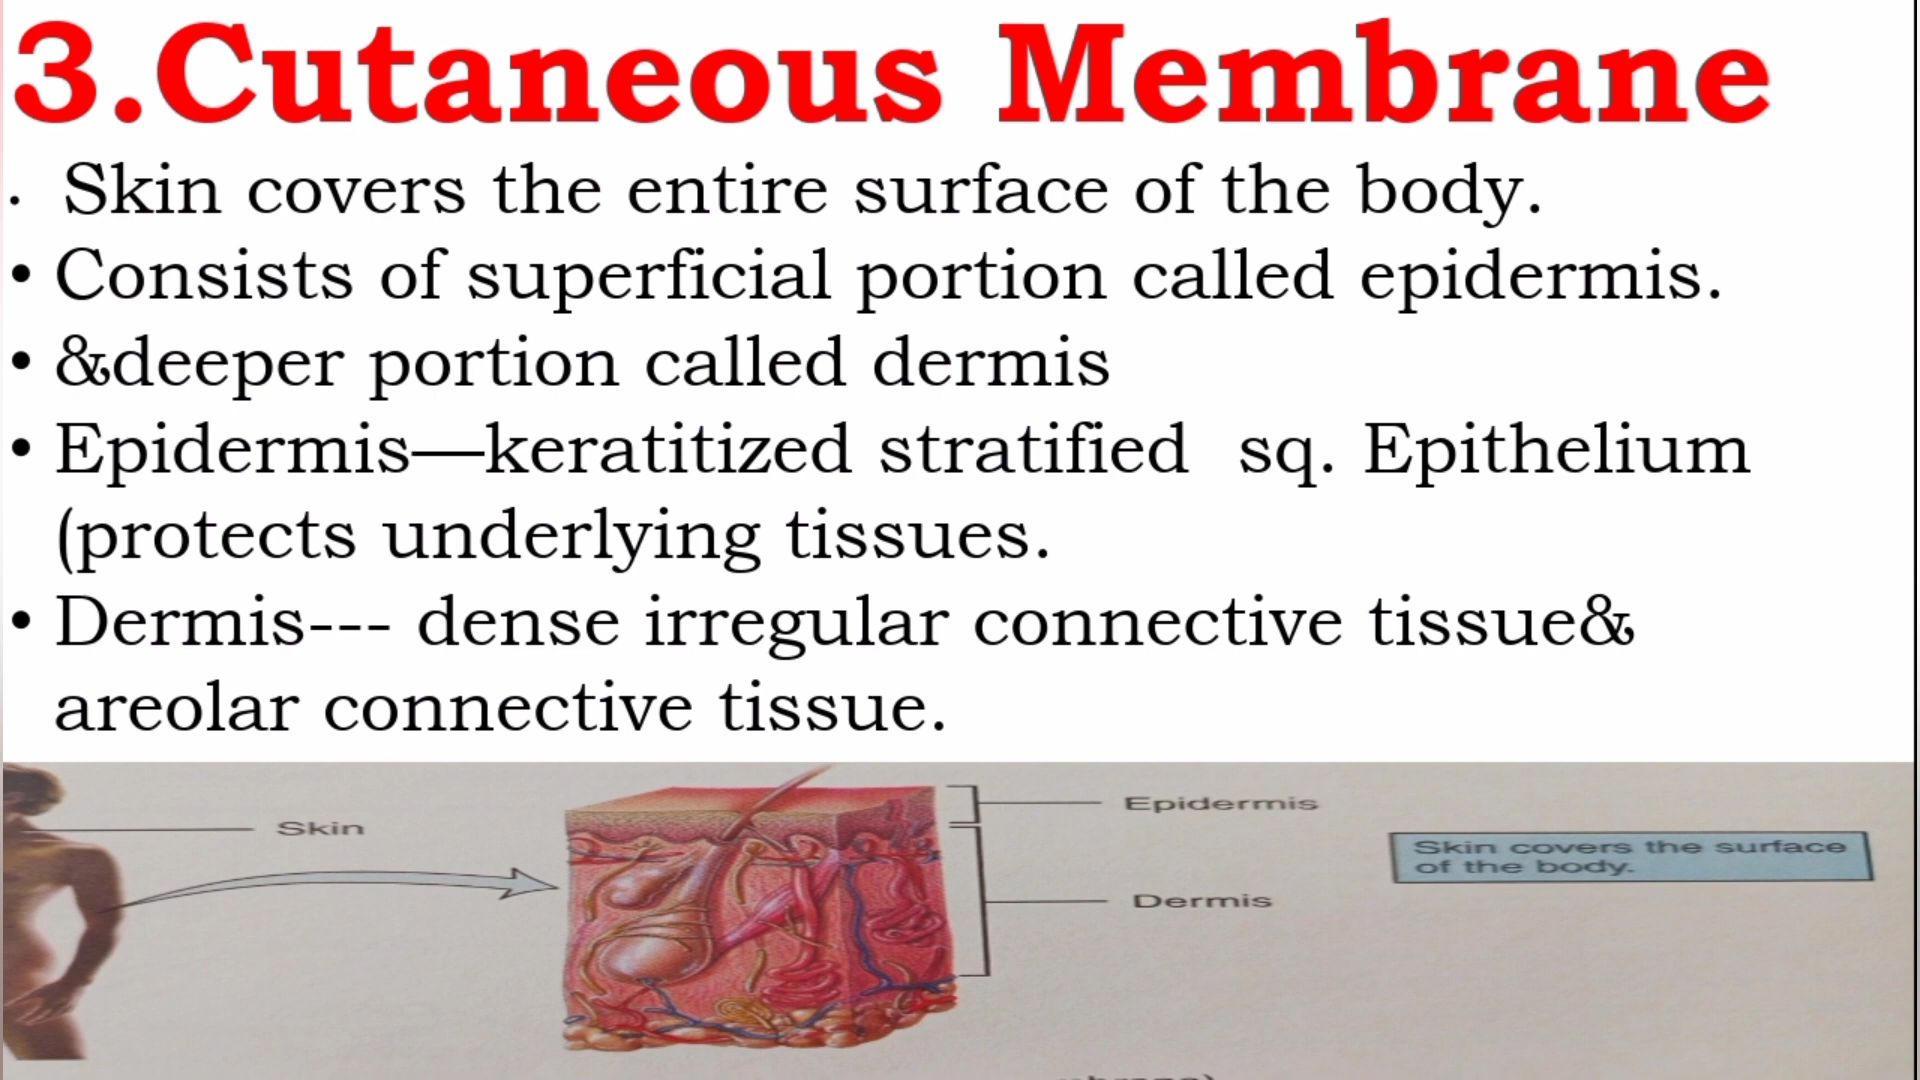 3.Cutaneous Membrane
• Skin covers the entire surface of the body.
• Consists of superficial portion called epidermis.
• &deeper portion called dermis
• Epidermis—keratitized stratified sq. Epithelium
(protects underlying tissues.
• Dermis--- dense irregular connective tissue&
areolar connective tissue.
Skin
Epidermis
Skin covers the surface
of the body.
Dermis